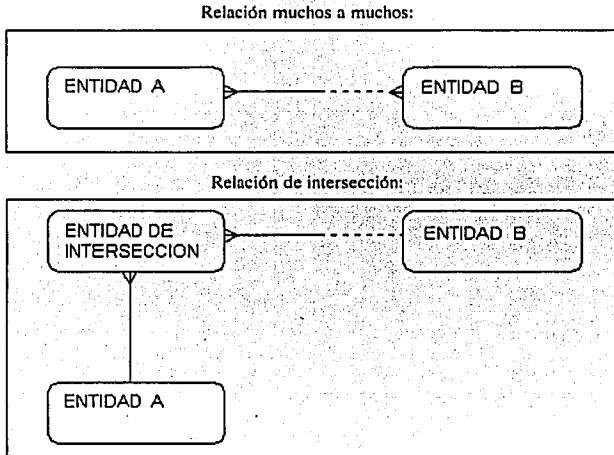 Relación muchos a muchos:
ENTIDAD A
ENTIDAD B
Relación de intersección:
ENTIDAD DE
INTERSECCION
ENTIDAD B
ENTIDAD A